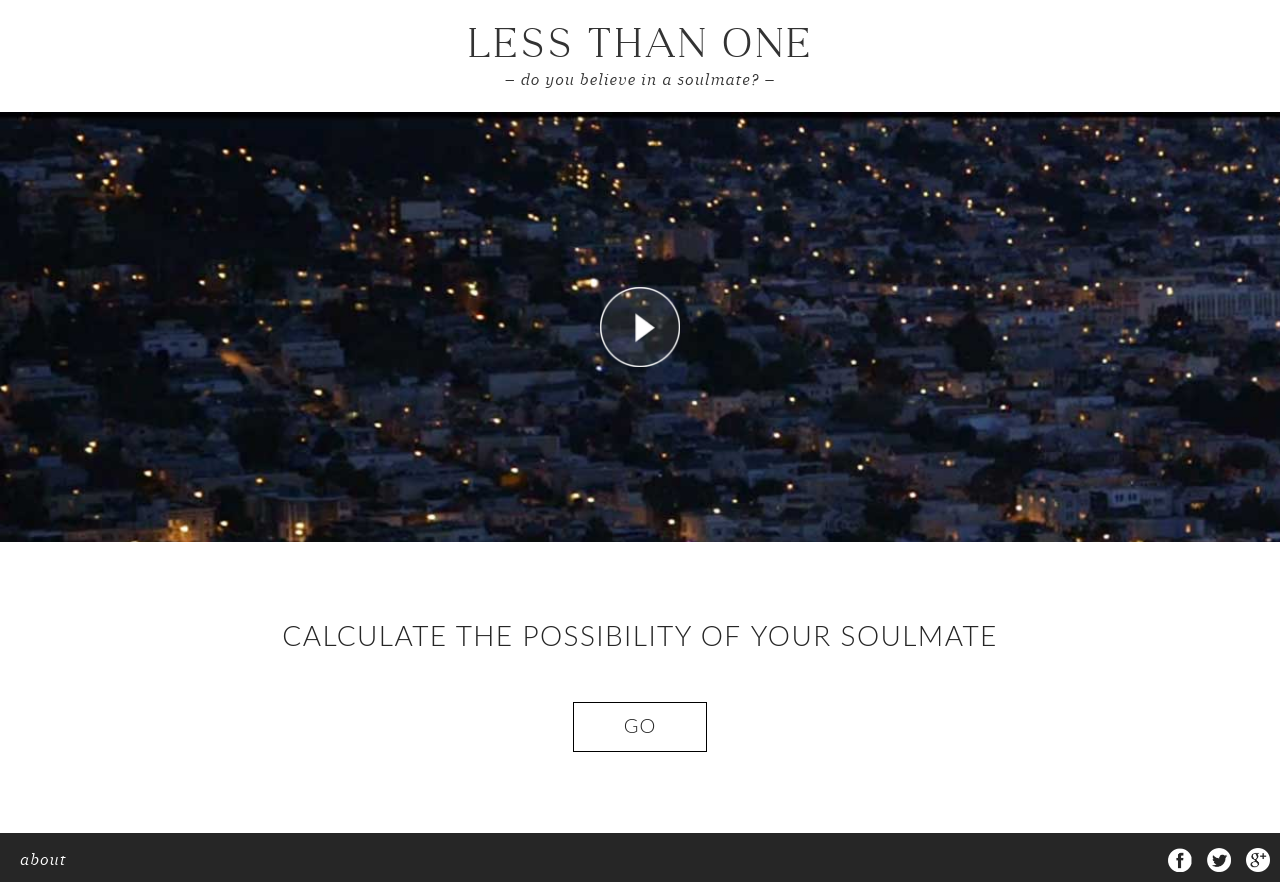 LESS THAN ONE
– do you believe in a soulmate? –
CALCULATE THE POSSIBILITY OF YOUR SOULMATE
GO
about